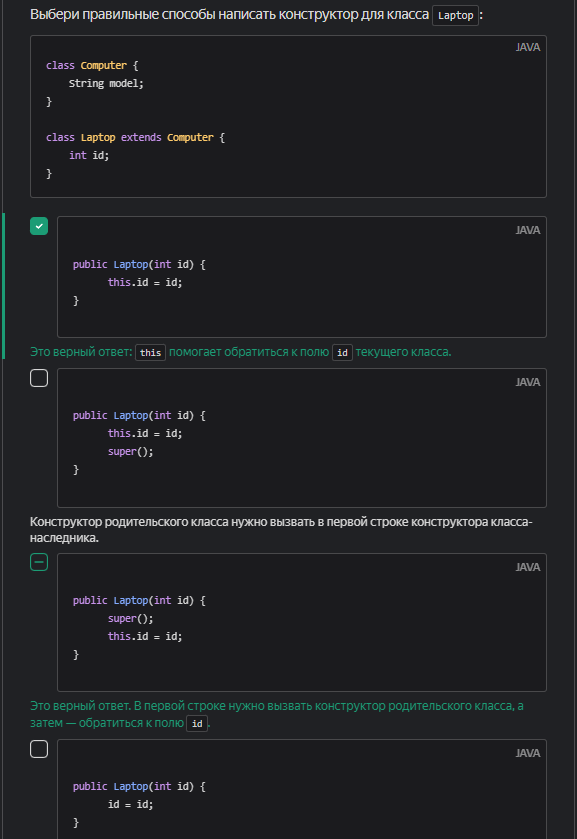 Выбери правильные способы написать конструктор для класса Laptop:
JAVA
class Computer {
    String model;
}
class Laptop extends Computer {
    int id;
}
JAVA
public Laptop(int id) {
      this.id = id;
}
Это верный ответ: this помогает обратиться к полю id текущего класса.
JAVA
public Laptop(int id) {
      this.id = id;
      super();
}
Конструктор родительского класса нужно вызвать в первой строке конструктора класса-
наследника.
JAVA
public Laptop(int id) {
      super();
      this.id = id;
}
Это верный ответ. В первой строке нужно вызвать конструктор родительского класса, а
затем — обратиться к полю id.
JAVA
public Laptop(int id) {
      id = id;
}